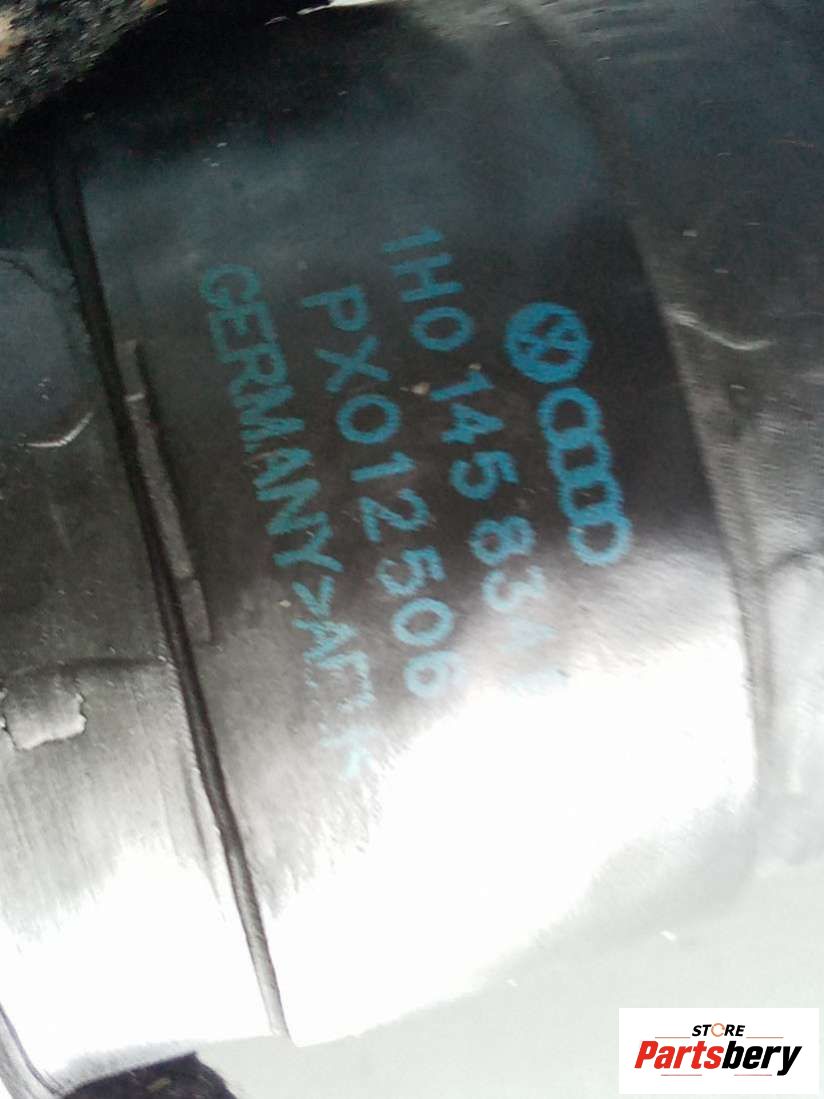 1H0 145 834
PX012506
GERMANY
STORE
Partsbery